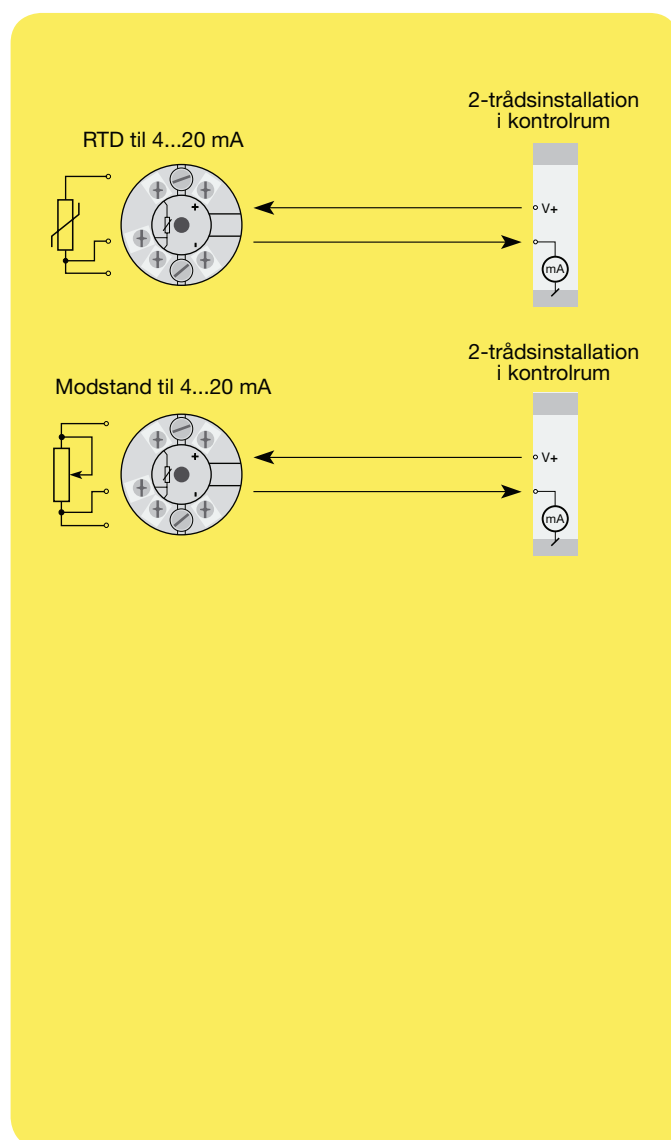 2-trådsinstallation
i kontrolrum
RTD til 4...20 mA
+
-
V+
mA
2-trådsinstallation
i kontrolrum
Modstand til 4...20 mA
+
-
V+
mA